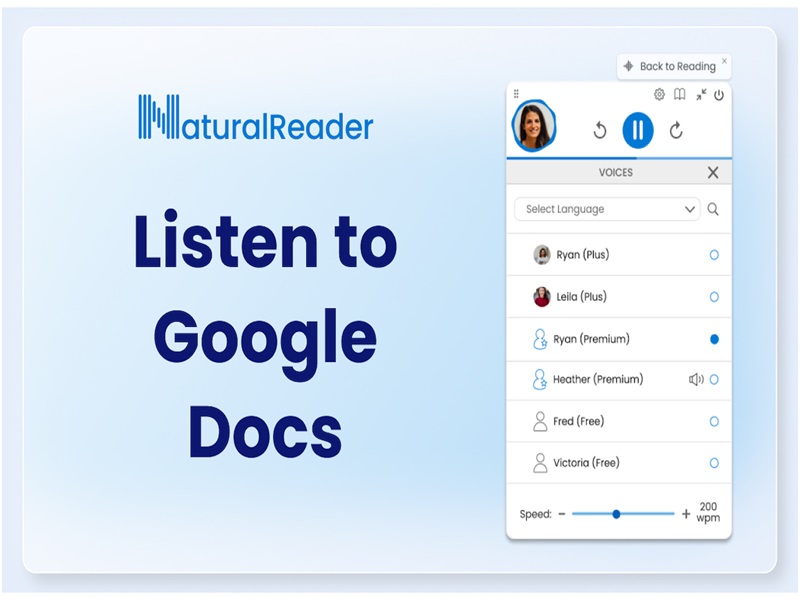 NaturalReader
Listen to
Google
Docs
Back to Reading
VOICES
Select Language
Ryan (Plus)
Leila (Plus)
Ryan (Premium)
Heather (Premium)
Fred (Free)
Victoria (Free)
Speed:
200
wpm